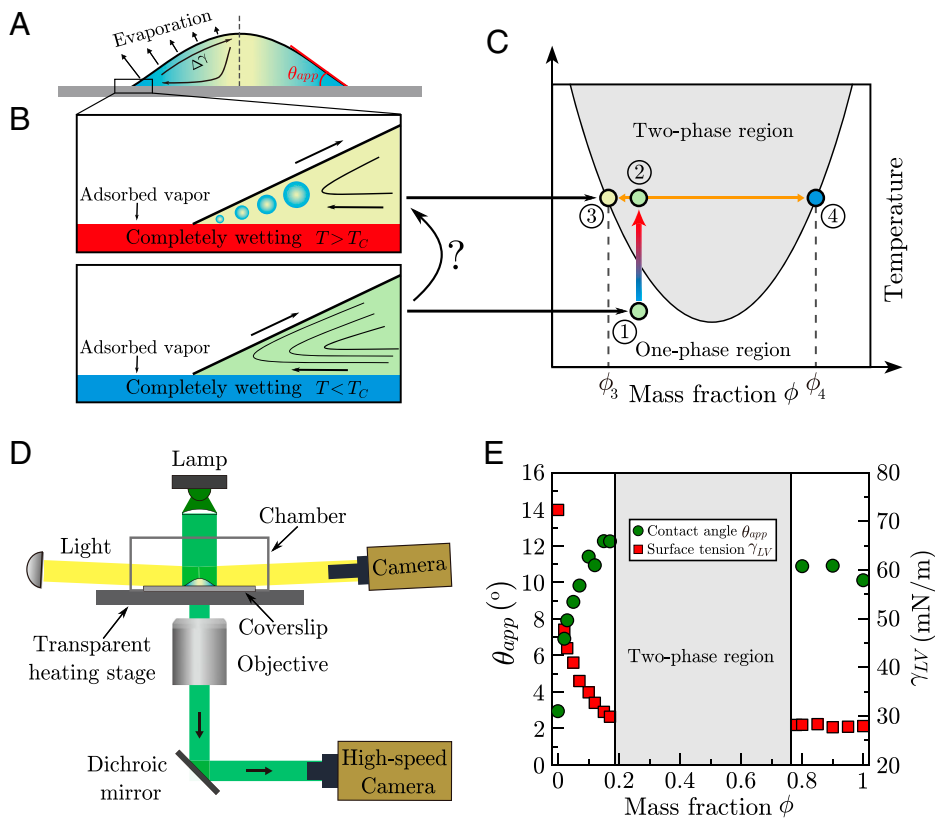 A
Evaporation
Δγ
θapp
B
Adsorbed vapor
Completely wetting T > TC
?
Adsorbed vapor
Completely wetting T < TC
C
Two-phase region
②
③
④
①
One-phase region
ϕ3
Mass fraction ϕ
ϕ4
Temperature
D
Lamp
Chamber
Light
Camera
Coverslip
Transparent
heating stage
Objective
Dichroic
mirror
High-speed
Camera
E
16
14
12
10
8
6
4
2
0
θapp (°)
Contact angle θapp
Surface tension γLV
Two-phase region
80
70
60
50
40
30
20
γLV (mN/m)
0 0.2 0.4 0.6 0.8 1
Mass fraction ϕ